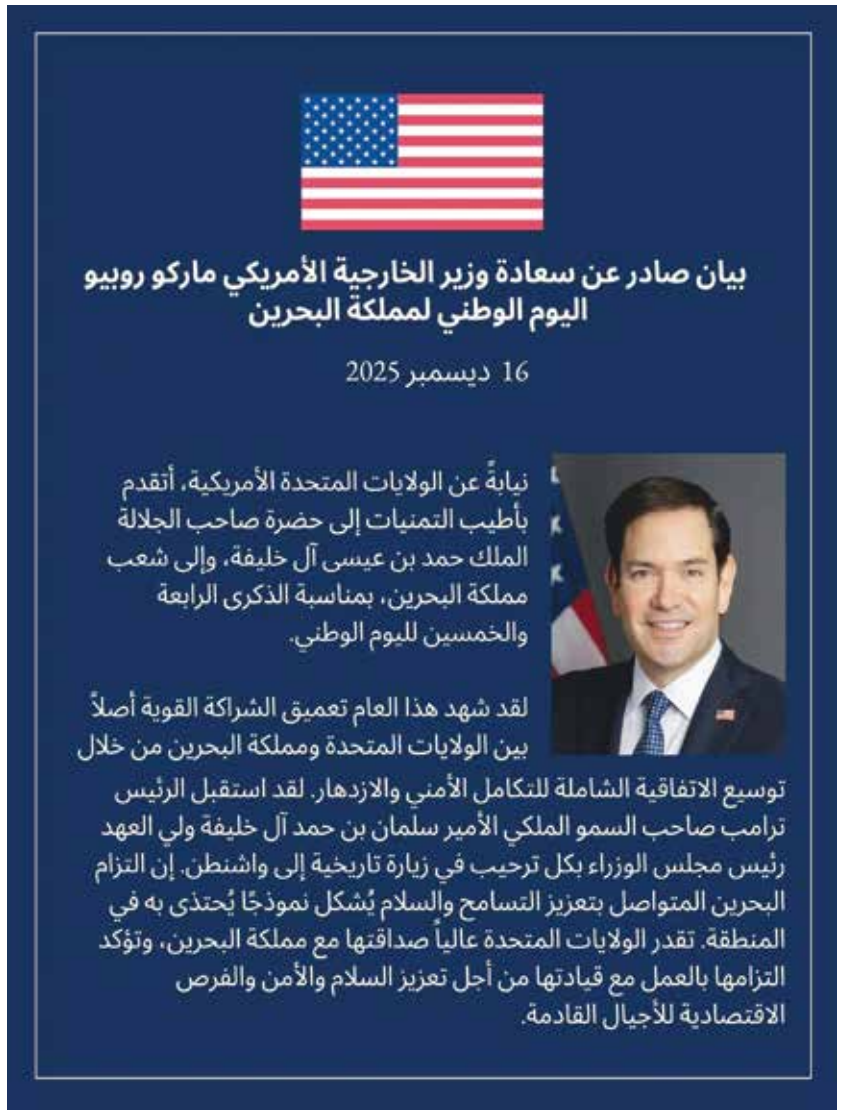 بيان صادر عن سعادة وزير الخارجية الأمريكي ماركو روبيو
اليوم الوطني لمملكة البحرين
16 ديسمبر 2025
نيابةً عن الولايات المتحدة الأمريكية، أتقدم
بأطيب التمنيات إلى حضرة صاحب الجلالة
الملك حمد بن عيسى آل خليفة، وإلى شعب
مملكة البحرين، بمناسبة الذكرى الرابعة
والخمسين لليوم الوطني.
لقد شهد هذا العام تعميق الشراكة القوية أصلاً
بين الولايات المتحدة ومملكة البحرين من خلال
توسيع الاتفاقية الشاملة للتكامل الأمني والازدهار. لقد استقبل الرئيس
ترامب صاحب السمو الملكي الأمير سلمان بن حمد آل خليفة ولي العهد
رئيس مجلس الوزراء بكل ترحيب في زيارة تاريخية إلى واشنطن. إن التزام
البحرين المتواصل بتعزيز التسامح والسلام يُشكل نموذجًا يُحتذى به في
المنطقة. تقدر الولايات المتحدة عالياً صداقتها مع مملكة البحرين، وتؤكد
التزامها بالعمل مع قيادتها من أجل تعزيز السلام والأمن والفرص
الاقتصادية للأجيال القادمة.